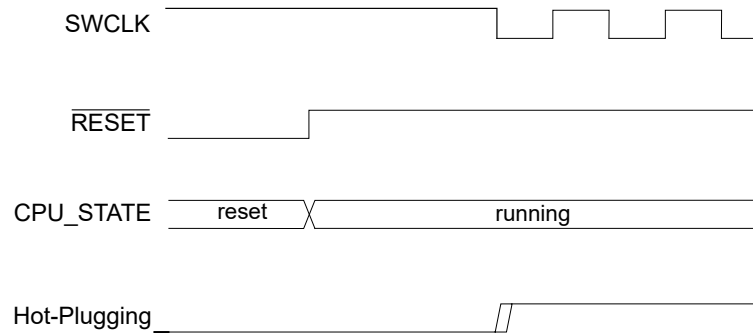 SWCLK
RESET
CPU_STATE reset running
Hot-Plugging